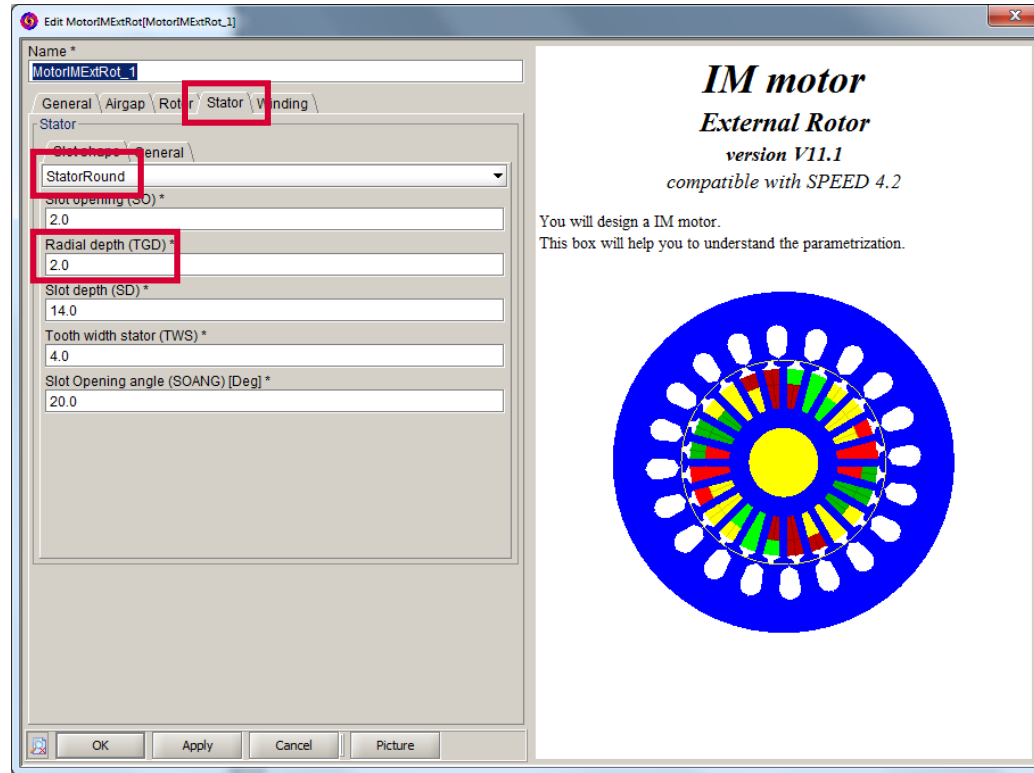 Edit MotorIMExtRot[MotorIMExtRot_1]
Name *
MotorIMExtRot_1
General Airgap Rotor Stator Winding
Stator
Slot shape General
StatorRound
Slot opening (SO) *
2.0
Radial depth (TGD) *
2.0
Slot depth (SD) *
14.0
Tooth width stator (TWS) *
4.0
Slot Opening angle (SOANG) [Deg] *
20.0
OK Apply Cancel Picture
IM motor
External Rotor
version V11.1
compatible with SPEED 4.2
You will design a IM motor.
This box will help you to understand the parametrization.